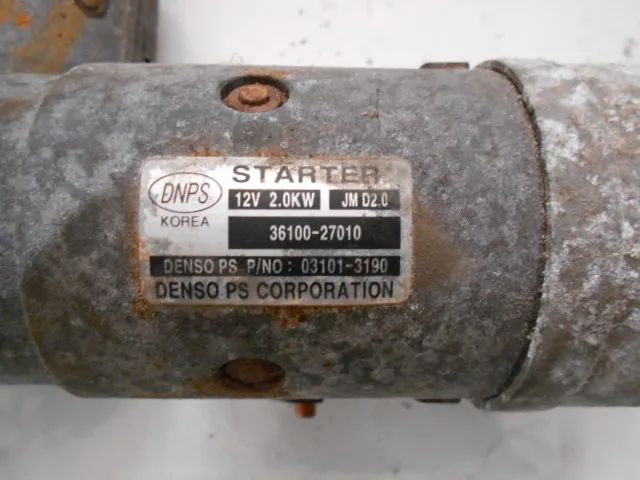 STARTER
DNPS
12V 2.0KW JM D2.0
KOREA
36100-27010
DENSO PS P/NO : 03101-3190
DENSO PS CORPORATION